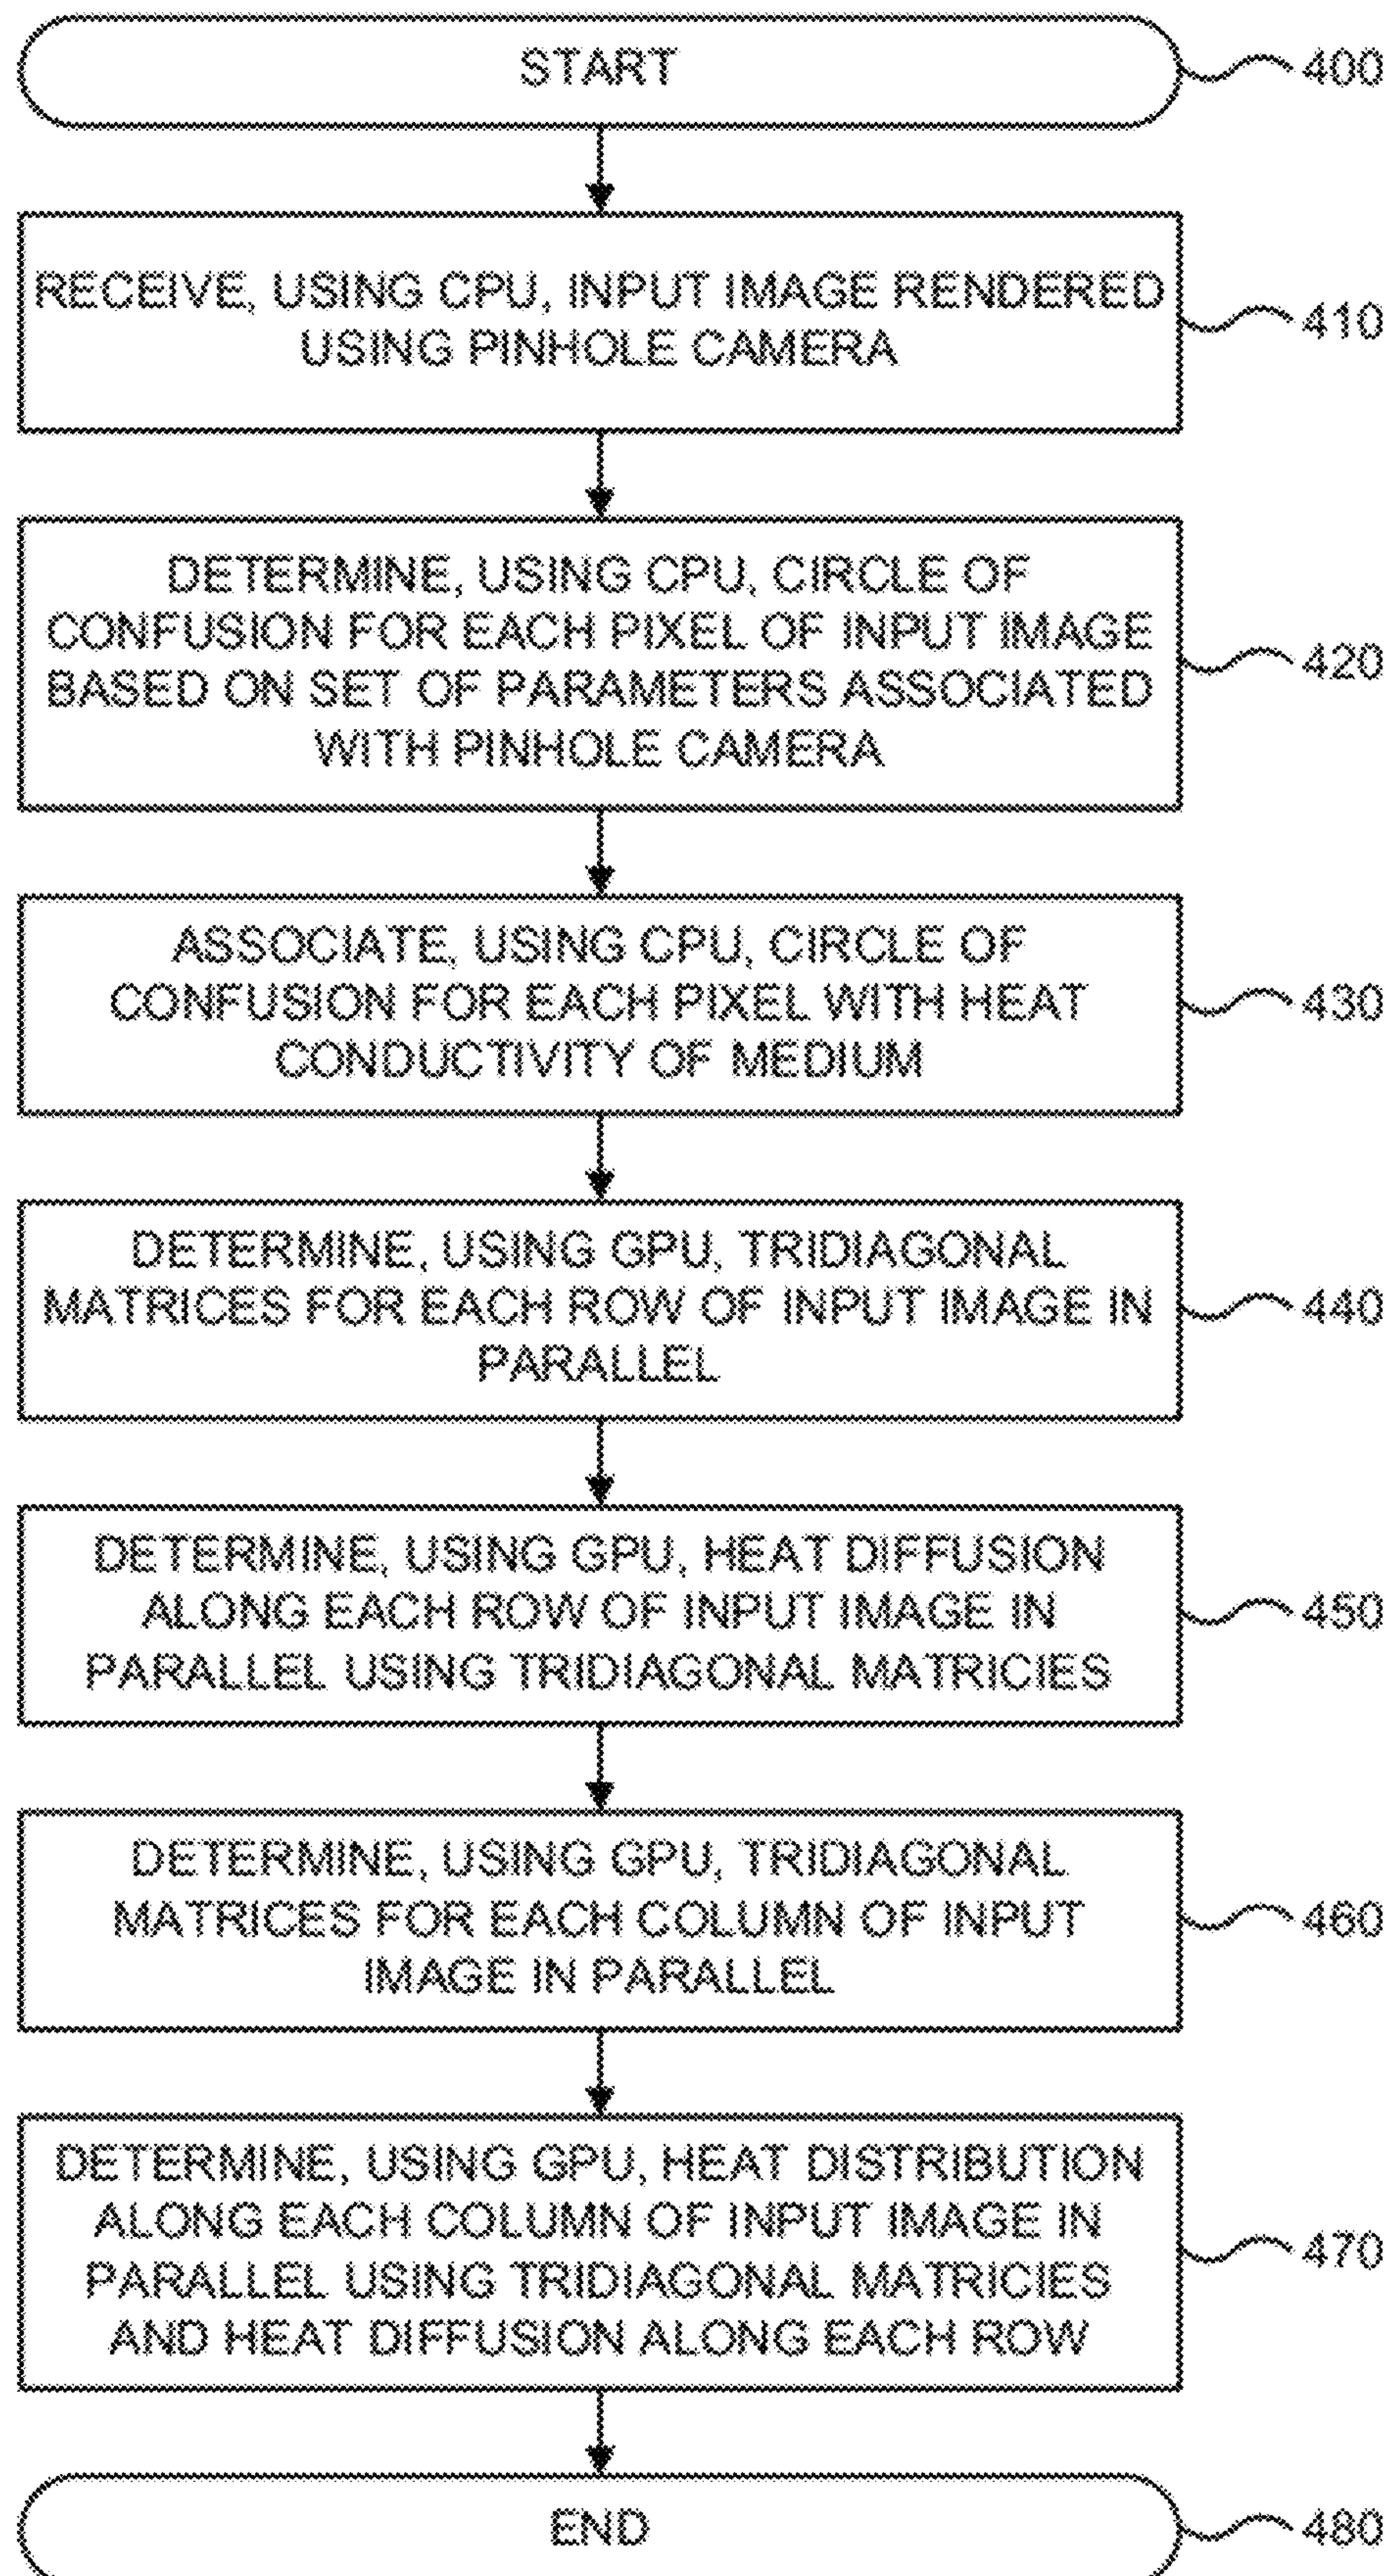 START
400
RECEIVE, USING CPU, INPUT IMAGE RENDERED
USING PINHOLE CAMERA
410
DETERMINE, USING CPU, CIRCLE OF
CONFUSION FOR EACH PIXEL OF INPUT IMAGE
BASED ON SET OF PARAMETERS ASSOCIATED
WITH PINHOLE CAMERA
420
ASSOCIATE, USING CPU, CIRCLE OF
CONFUSION FOR EACH PIXEL WITH HEAT
CONDUCTIVITY OF MEDIUM
430
DETERMINE, USING GPU, TRIDIAGONAL
MATRICES FOR EACH ROW OF INPUT IMAGE IN
PARALLEL
440
DETERMINE, USING GPU, HEAT DIFFUSION
ALONG EACH ROW OF INPUT IMAGE IN
PARALLEL USING TRIDIAGONAL MATRICIES
450
DETERMINE, USING GPU, TRIDIAGONAL
MATRICES FOR EACH COLUMN OF INPUT
IMAGE IN PARALLEL
460
DETERMINE, USING GPU, HEAT DISTRIBUTION
ALONG EACH COLUMN OF INPUT IMAGE IN
PARALLEL USING TRIDIAGONAL MATRICIES
AND HEAT DIFFUSION ALONG EACH ROW
470
END
480